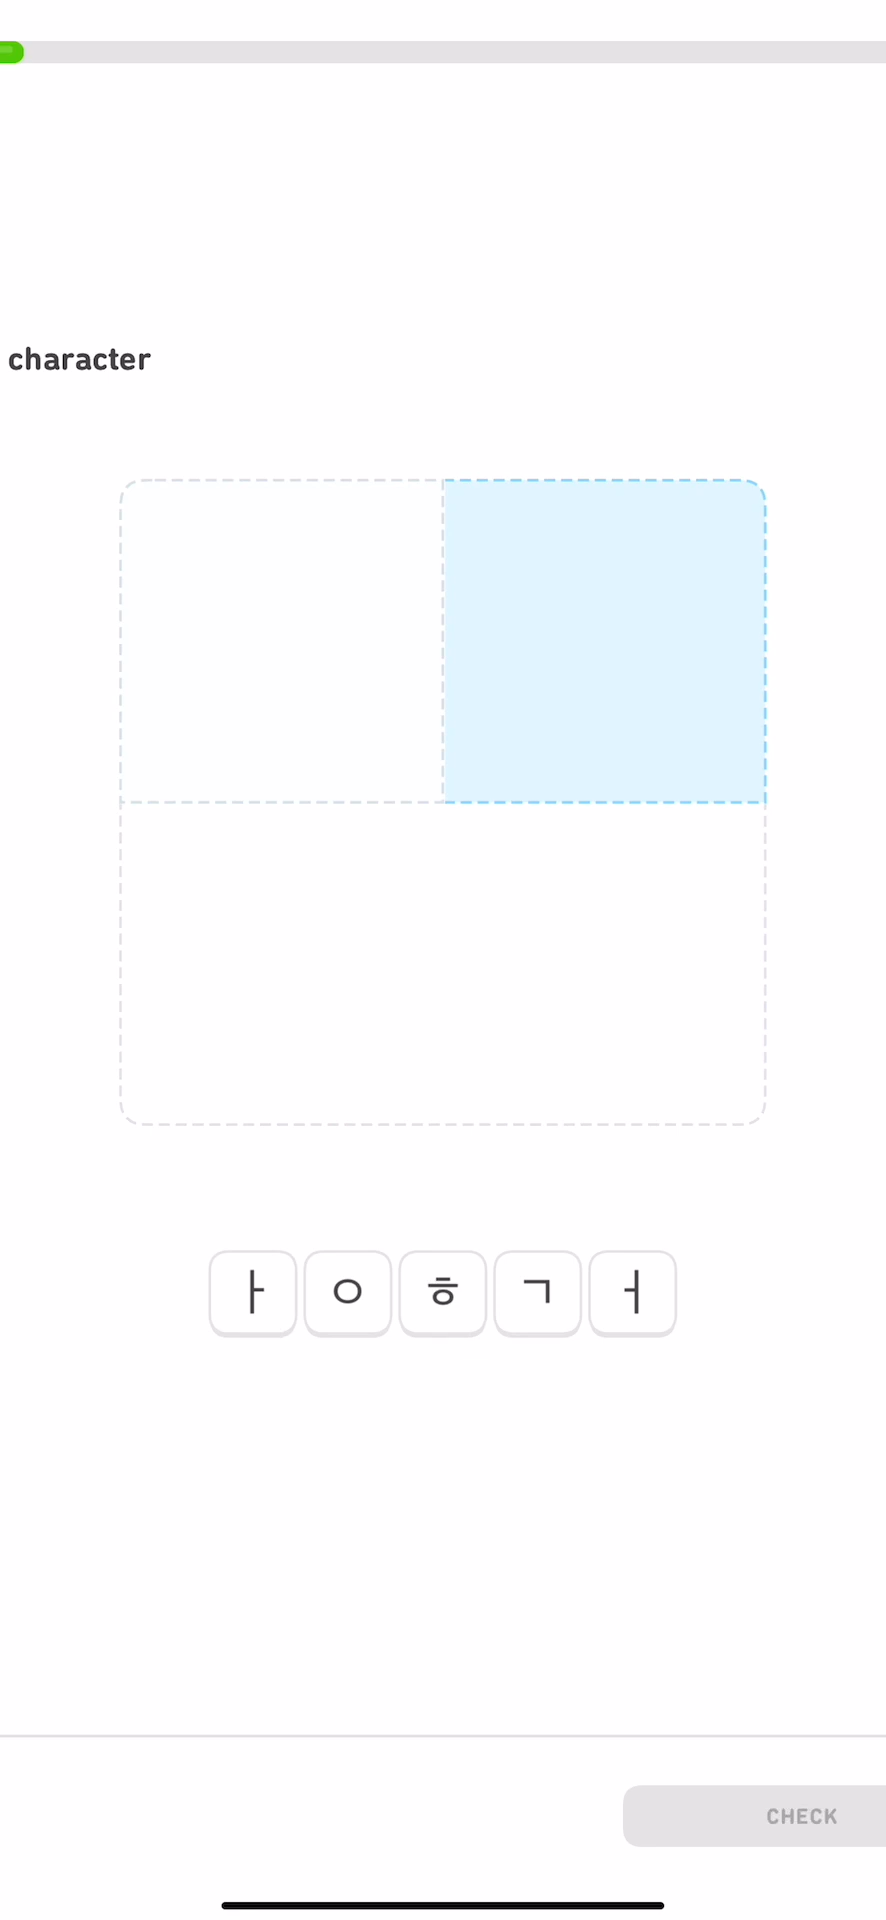 character
ㅏ ㅇ ㅎ ㄱ ㅓ
CHECK